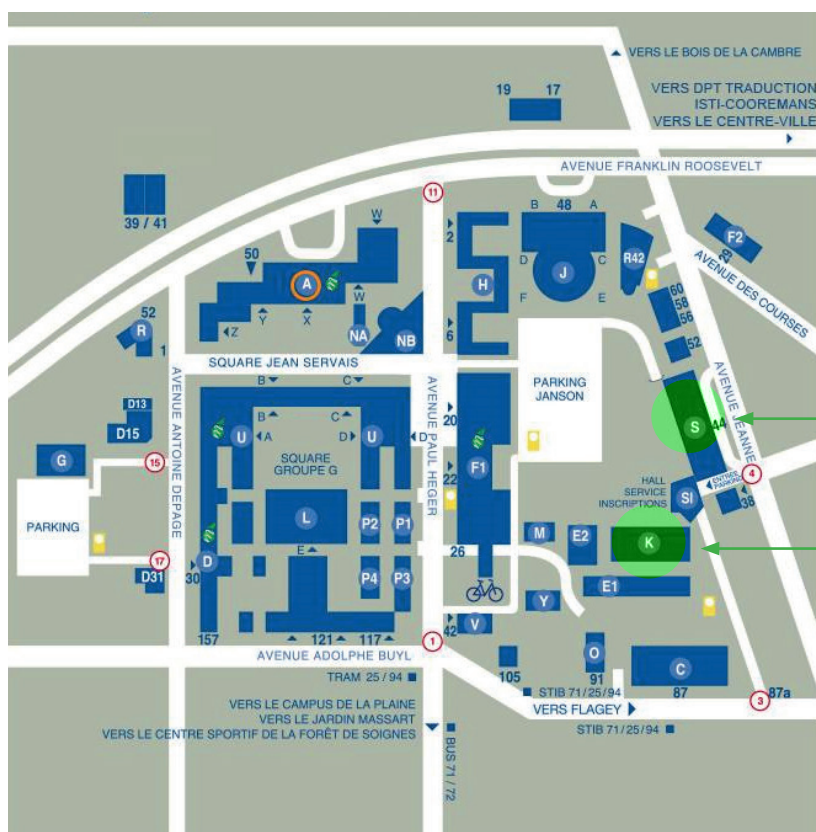 VERS LE BOIS DE LA CAMBRE
VERS DPT TRADUCTION
ISTI-COOREMANS
VERS LE CENTRE-VILLE
19 17
AVENUE FRANKLIN ROOSEVELT
39 / 41
11
W
B 48 A
2
50
D J C
R42
F2
29
AVENUE DES COURSES
A
H
F E
W
Y X
Z
NA
NB
6
60
58
56
52
52
R
1
SQUARE JEAN SERVAIS
PARKING
JANSON
AVENUE ANTOINE DEPAGE
AVENUE PAUL HEGER
AVENUE JEANNE
B C
D13
D15
B C
U A D U D
20
S
44
SQUARE
GROUPE G
G
15
22
F1
HALL
SERVICE
INSCRIPTIONS
ENTRÉE
PARKING
4
SI
38
PARKING
L
P2 P1
M
E2
K
E
26
17
D
D31
30
P4 P3
E1
Y
V
42
157 121 117
1
O
C
AVENUE ADOLPHE BUYL
105
91
87
87a
TRAM 25 / 94
STIB 71/25/94
3
VERS LE CAMPUS DE LA PLAINE
VERS LE JARDIN MASSART
VERS LE CENTRE SPORTIF DE LA FORÊT DE SOIGNES
VERS FLAGEY
STIB 71/25/94
BUS 71 / 72